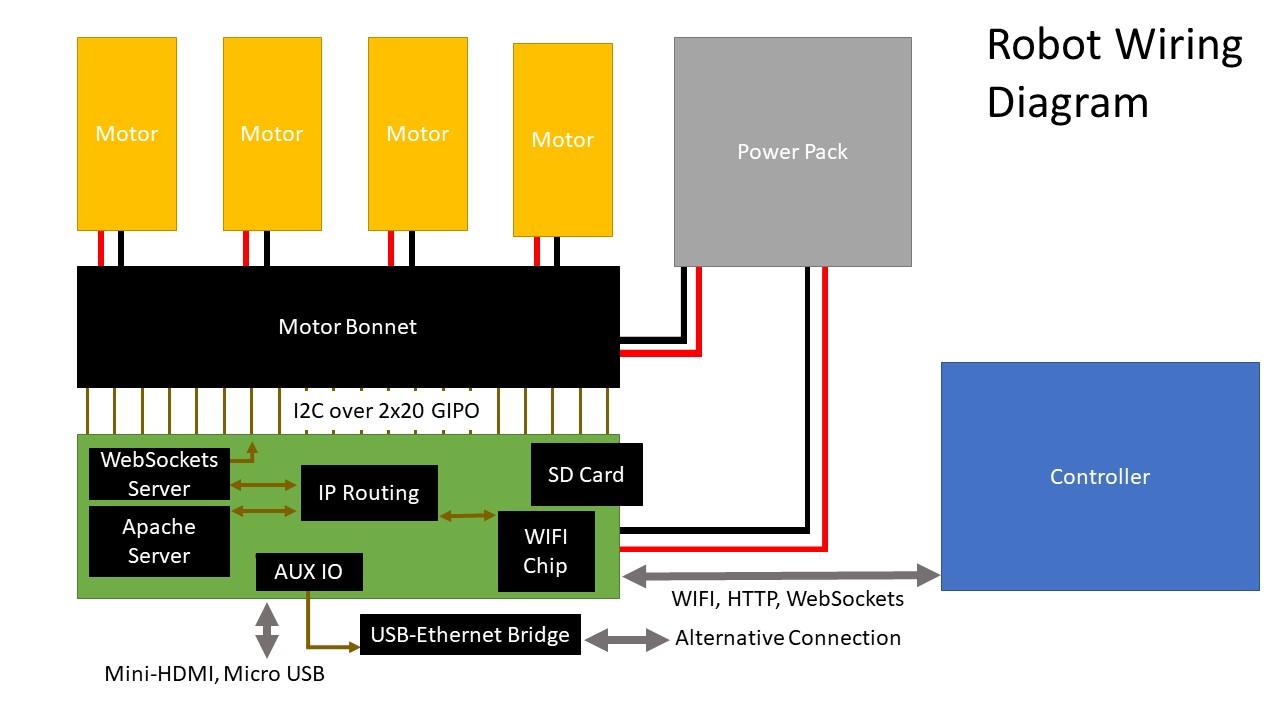 Robot Wiring
Diagram
Motor
Motor
Motor
Motor
Power Pack
Motor Bonnet
I2C over 2x20 GIPO
WebSockets
Server
IP Routing
SD Card
Controller
Apache
Server
WIFI
Chip
AUX IO
WIFI, HTTP, WebSockets
USB-Ethernet Bridge
Alternative Connection
Mini-HDMI, Micro USB